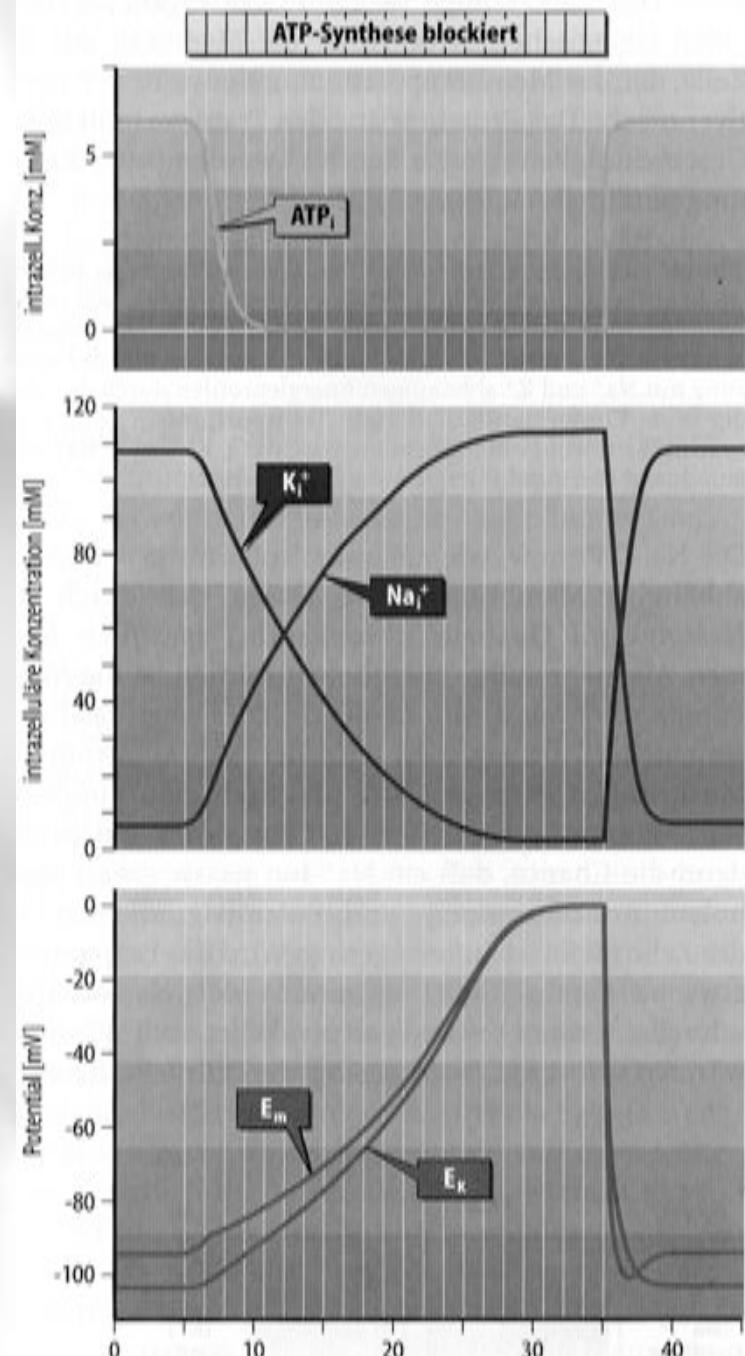 ATP-Synthese blockiert
intrazell. Konz. [mM]
5
0
ATPi
intrazelluläre Konzentration [mM]
120
80
40
0
Ki+
Nai+
Potential [mV]
0
-20
-40
-60
-80
-100
Em
EK
0
10
20
30
40